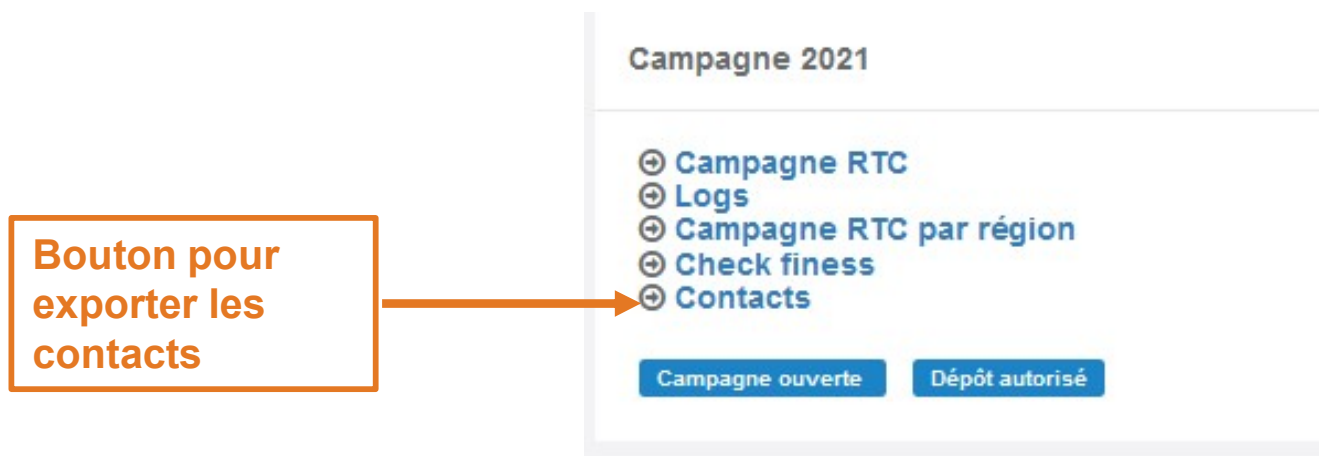 Campagne 2021
Campagne RTC
Logs
Campagne RTC par région
Check finess
Contacts
Bouton pour
exporter les
contacts
Campagne ouverte
Dépôt autorisé